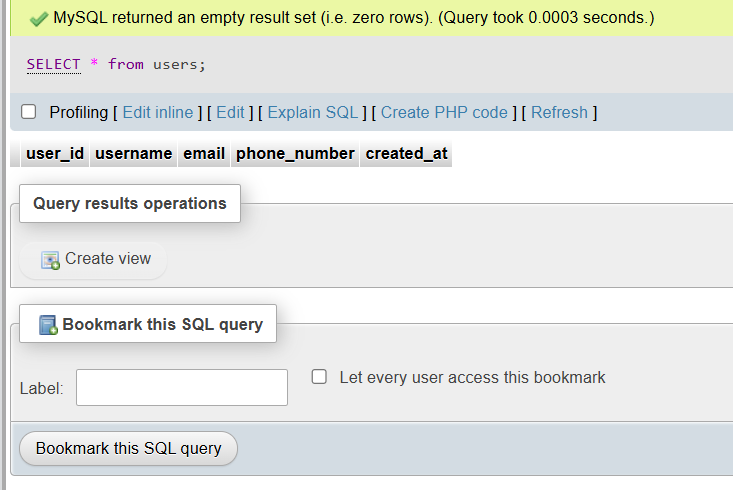 MySQL returned an empty result set (i.e. zero rows). (Query took 0.0003 seconds.)
SELECT * from users;
Profiling [ Edit inline ] [ Edit ] [ Explain SQL ] [ Create PHP code ] [ Refresh ]
user_id username email phone_number created_at
Query results operations
Create view
Bookmark this SQL query
Label:
Let every user access this bookmark
Bookmark this SQL query